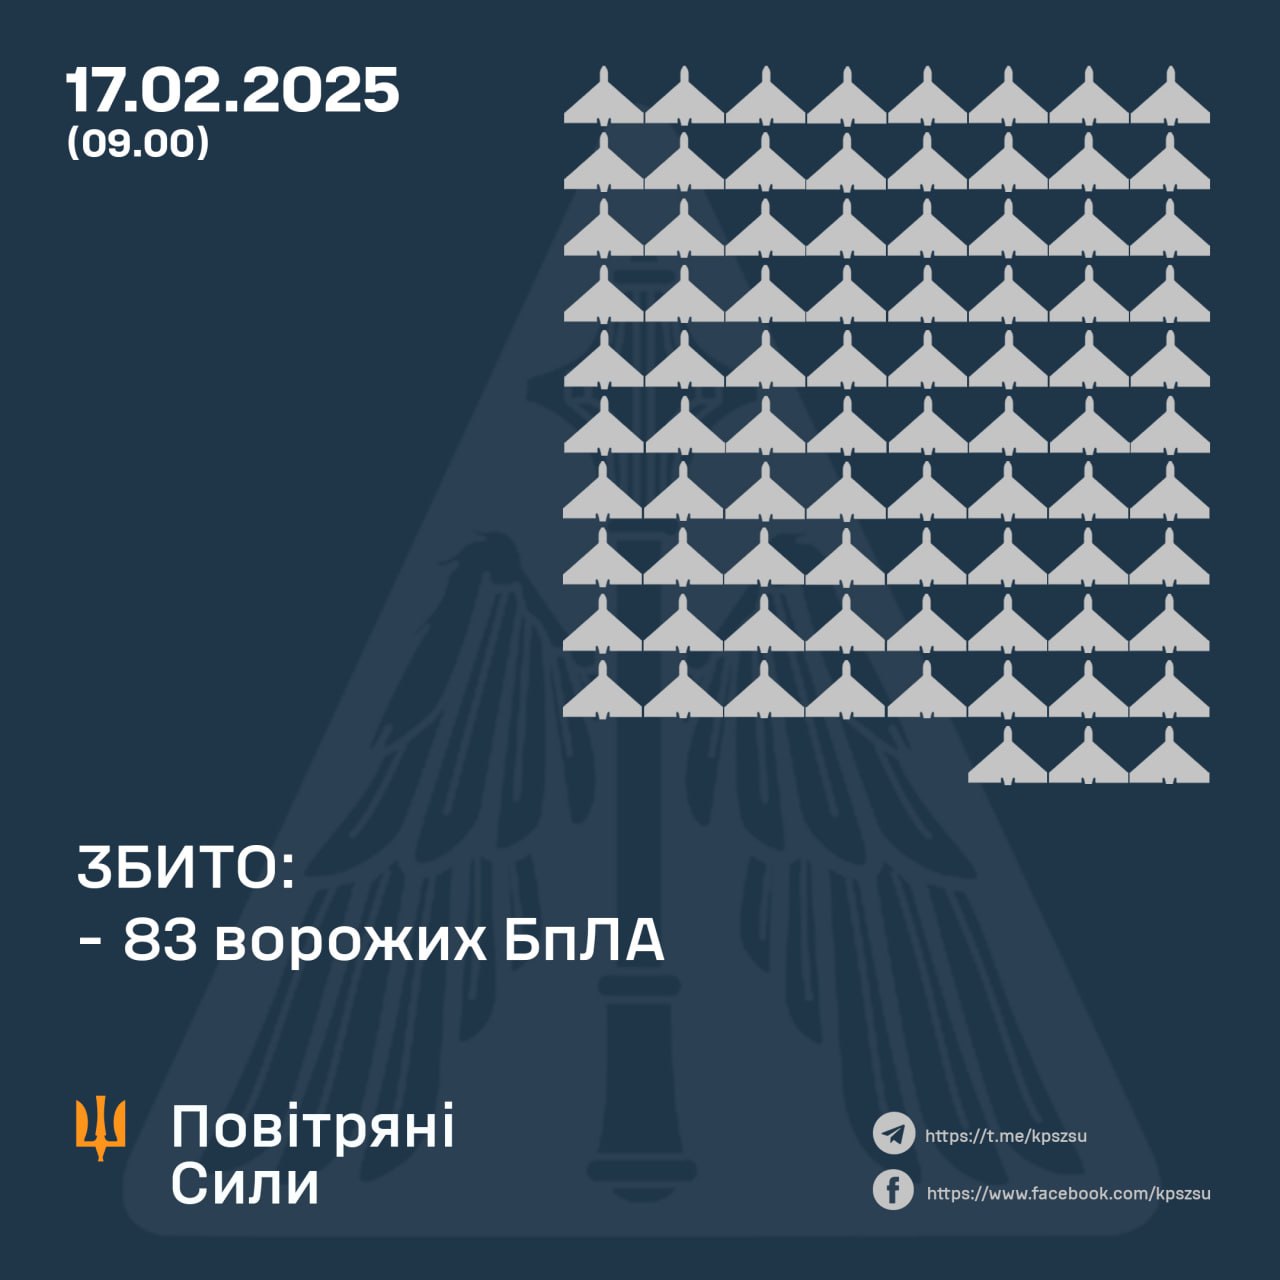 17.02.2025
(09.00)
ЗБИТО:
- 83 ворожих БпЛА
Повітряні
Сили
https://t.me/kpszsu
https://www.facebook.com/kpszsu